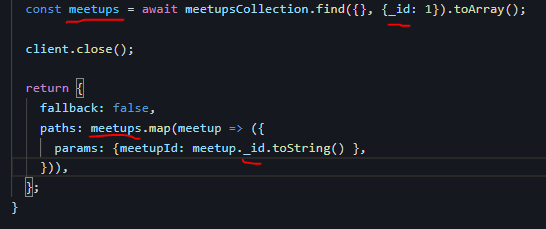 const meetups = await meetupsCollection.find({}, {_id: 1}).toArray();
client.close();
return {
fallback: false,
paths: meetups.map(meetup => ({
params: {meetupId: meetup._id.toString() },
})),
};
}